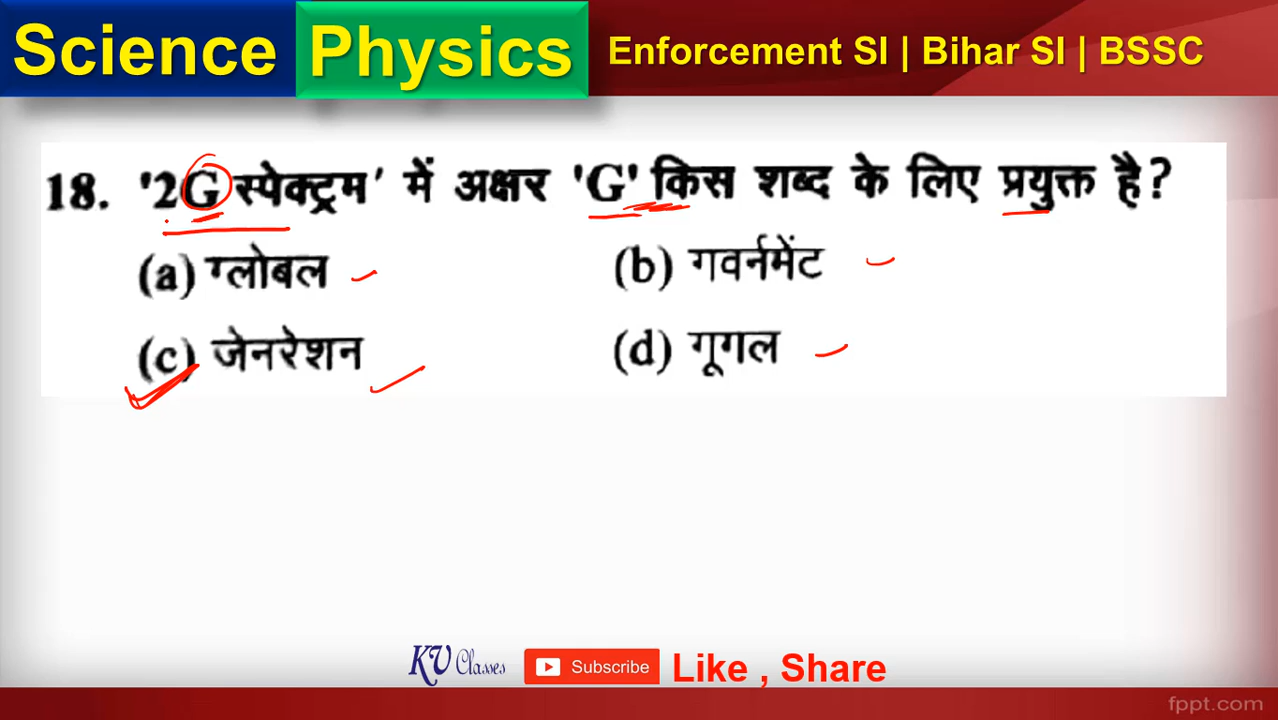 Science Physics Enforcement SI | Bihar SI | BSSC
18. '2G स्पेक्ट्रम' में अक्षर 'G' किस शब्द के लिए प्रयुक्त है?
(a) ग्लोबल (b) गवर्नमेंट
(c) जेनरेशन (d) गूगल
KV Classes Subscribe Like , Share
fppt.com